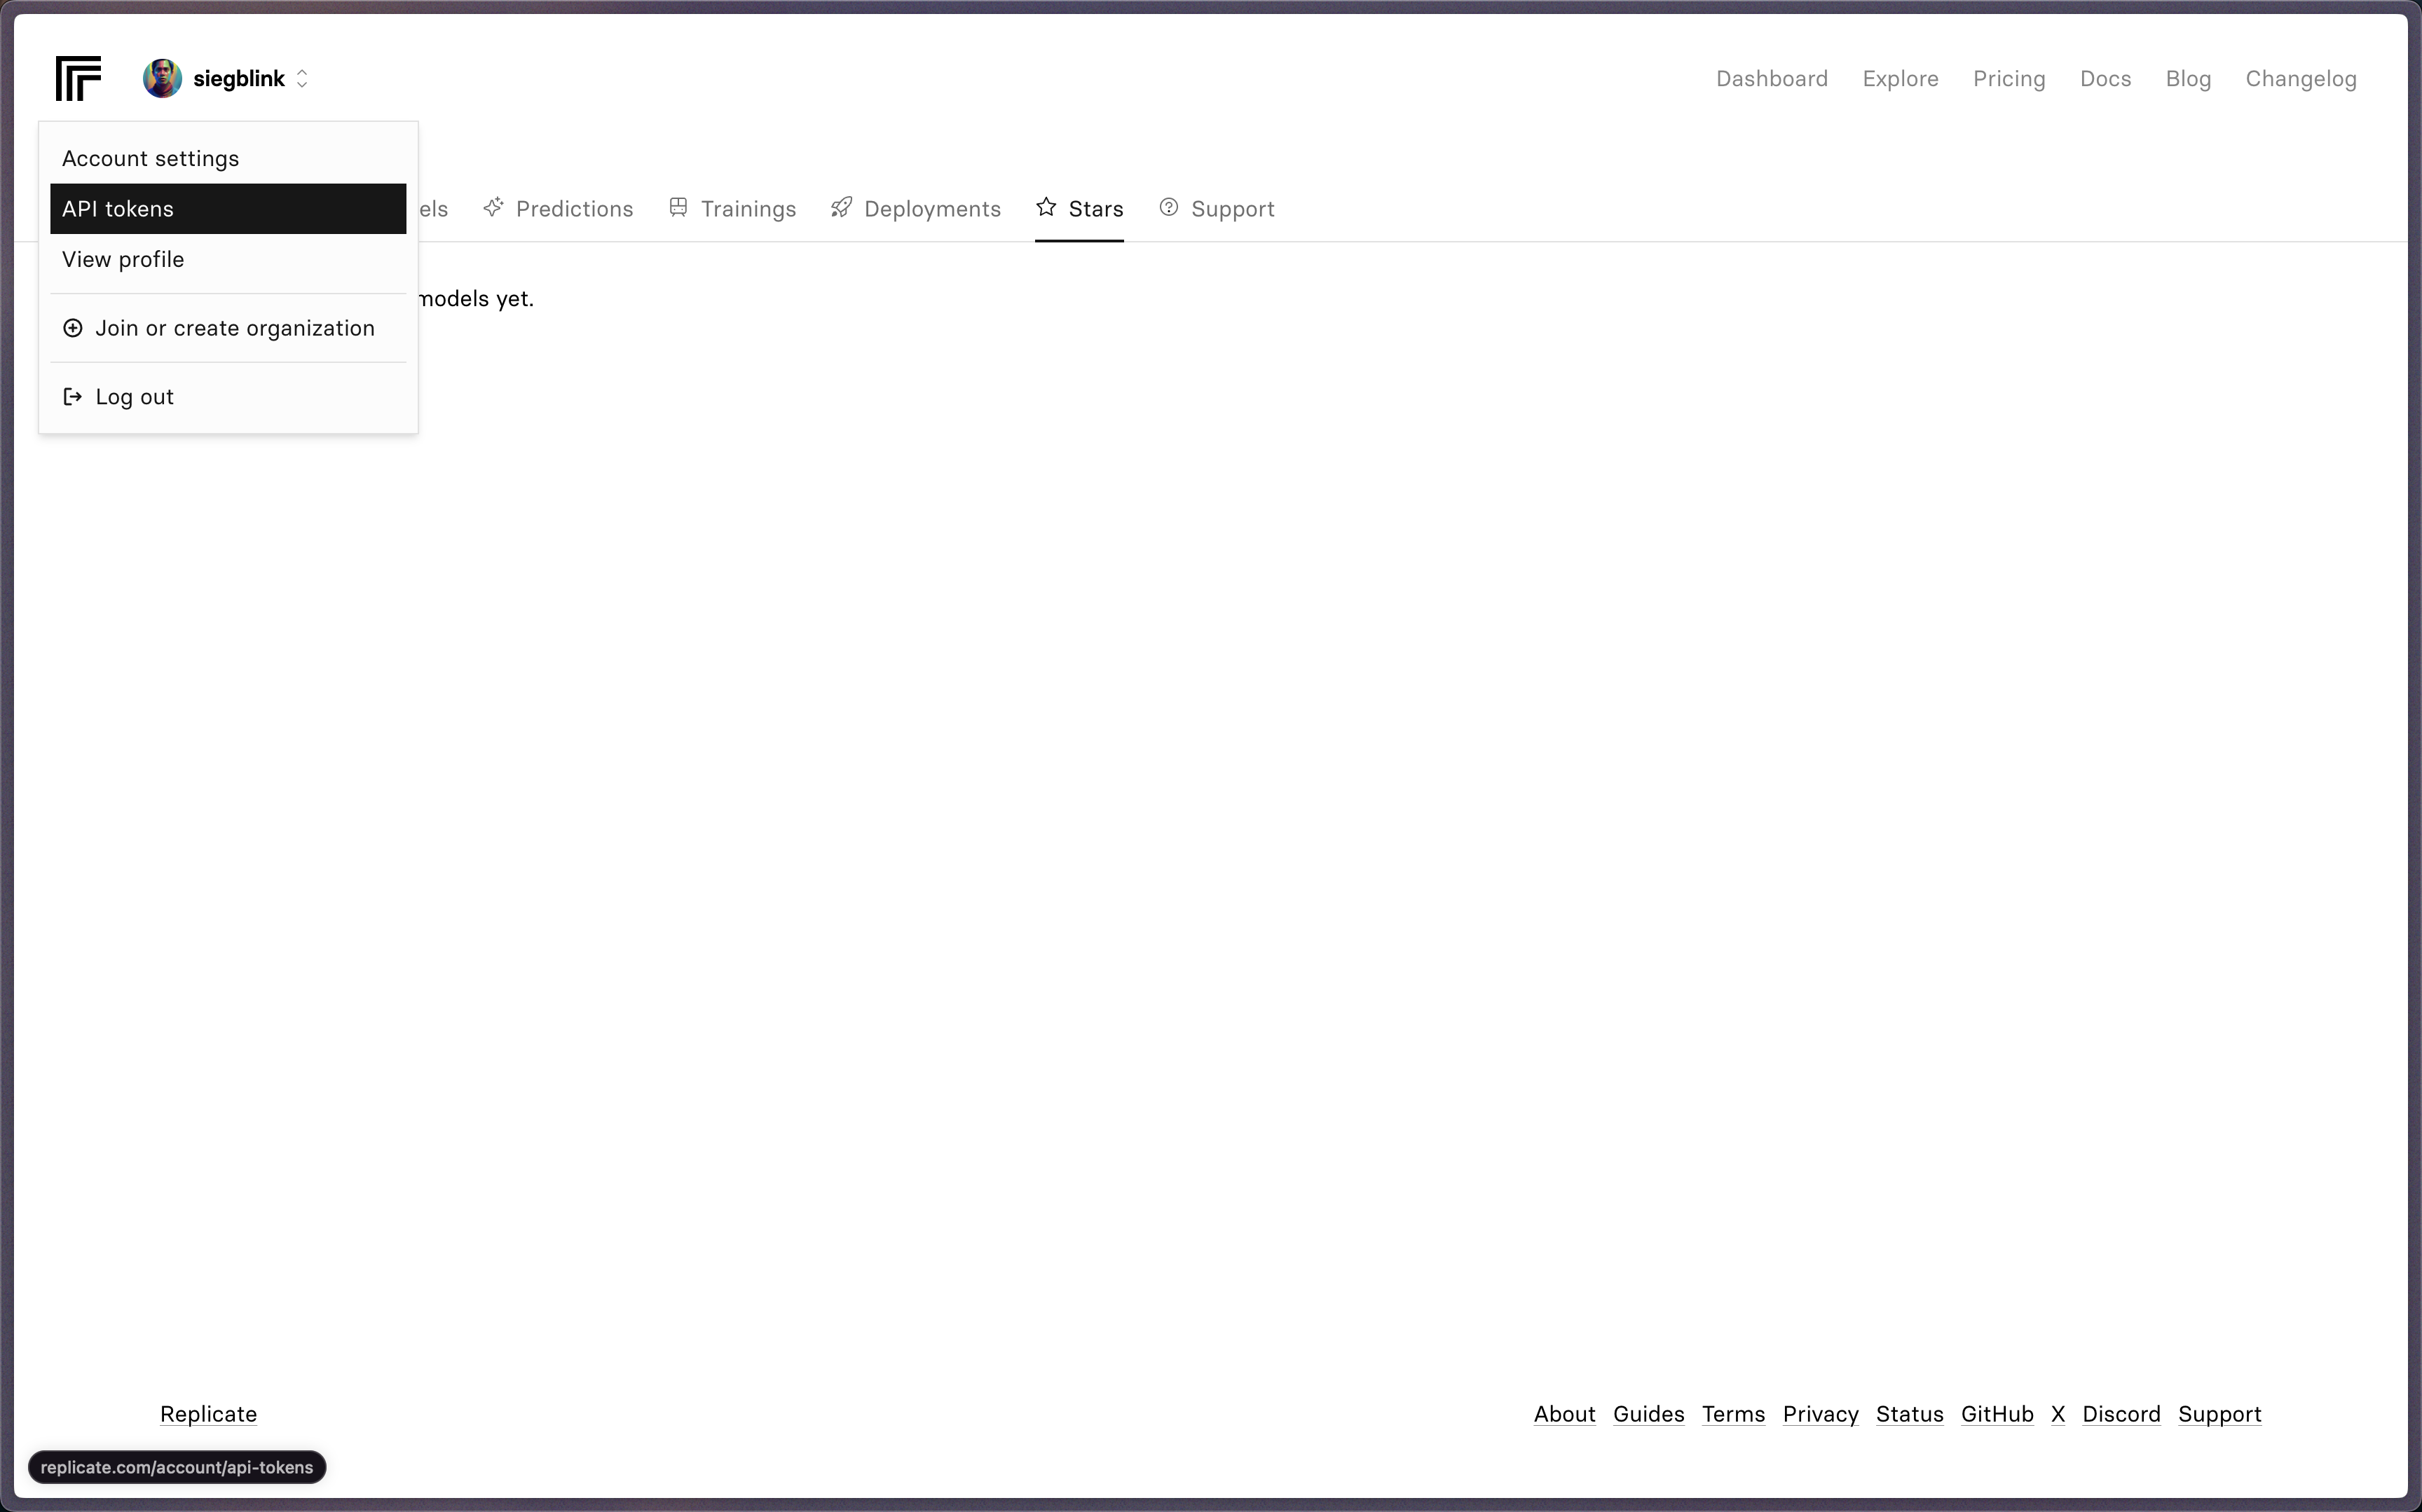 siegblink
Dashboard Explore Pricing Docs Blog Changelog
Account settings
API tokens
View profile
Join or create organization
Log out
els Predictions Trainings Deployments Stars Support
models yet.
Replicate
About Guides Terms Privacy Status GitHub X Discord Support
replicate.com/account/api-tokens